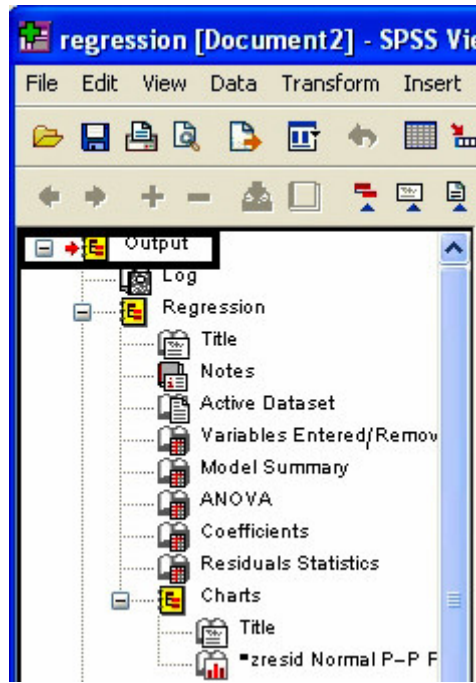 regression [Document2] - SPSS Vie
File Edit View Data Transform Insert
Output
Log
Regression
Title
Notes
Active Dataset
Variables Entered/Remov
Model Summary
ANOVA
Coefficients
Residuals Statistics
Charts
Title
*zresid Normal P-P F